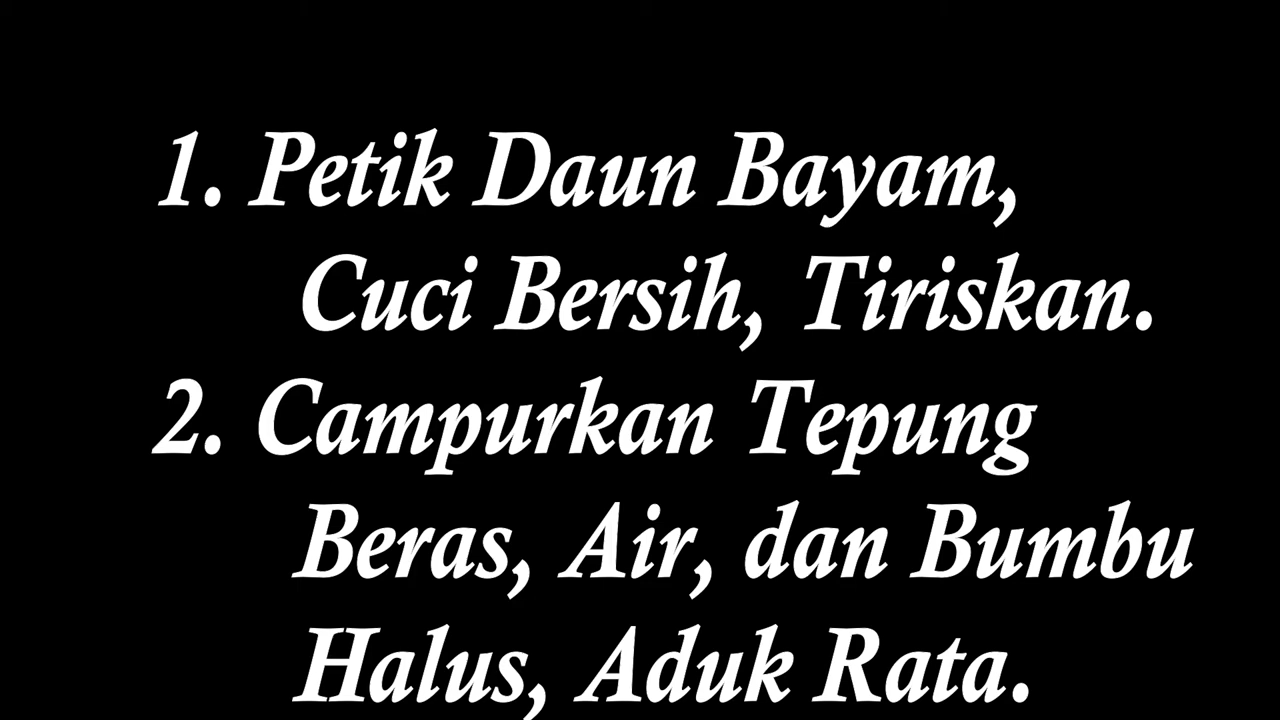 1. Petik Daun Bayam,
Cuci Bersih, Tiriskan.
2. Campurkan Tepung
Beras, Air, dan Bumbu
Halus, Aduk Rata.